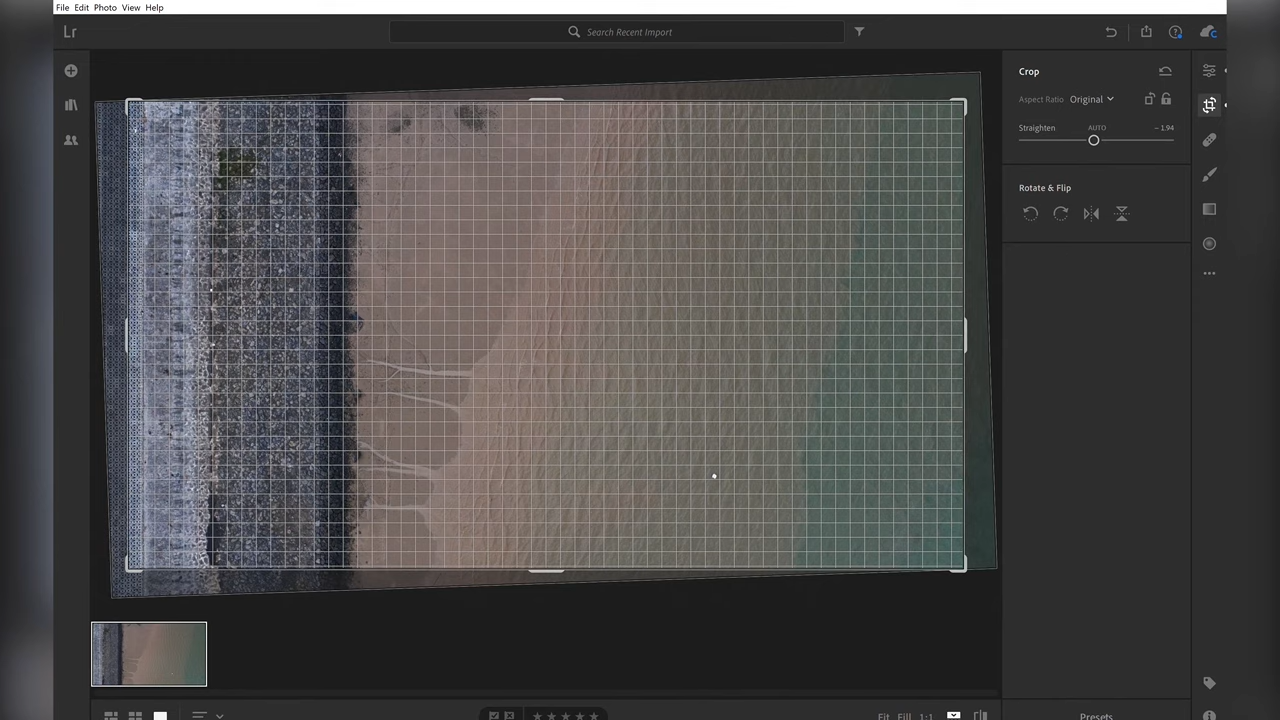 File Edit Photo View Help
Lr
Search Recent Import
Crop
Aspect Ratio Original
Straighten AUTO – 1.94
Rotate & Flip
Fit Fill 1:1
Presets